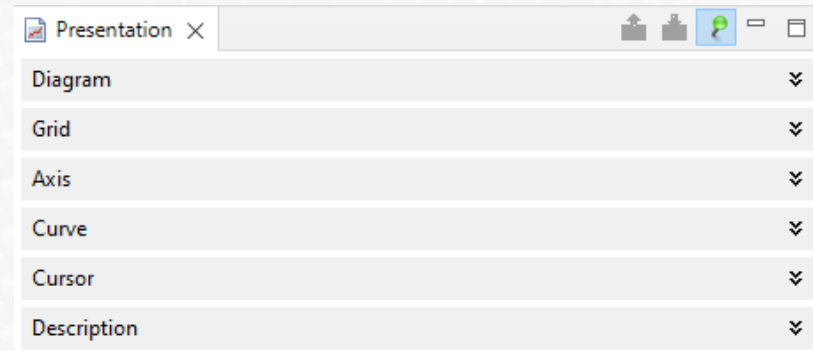 Presentation
Diagram
Grid
Axis
Curve
Cursor
Description